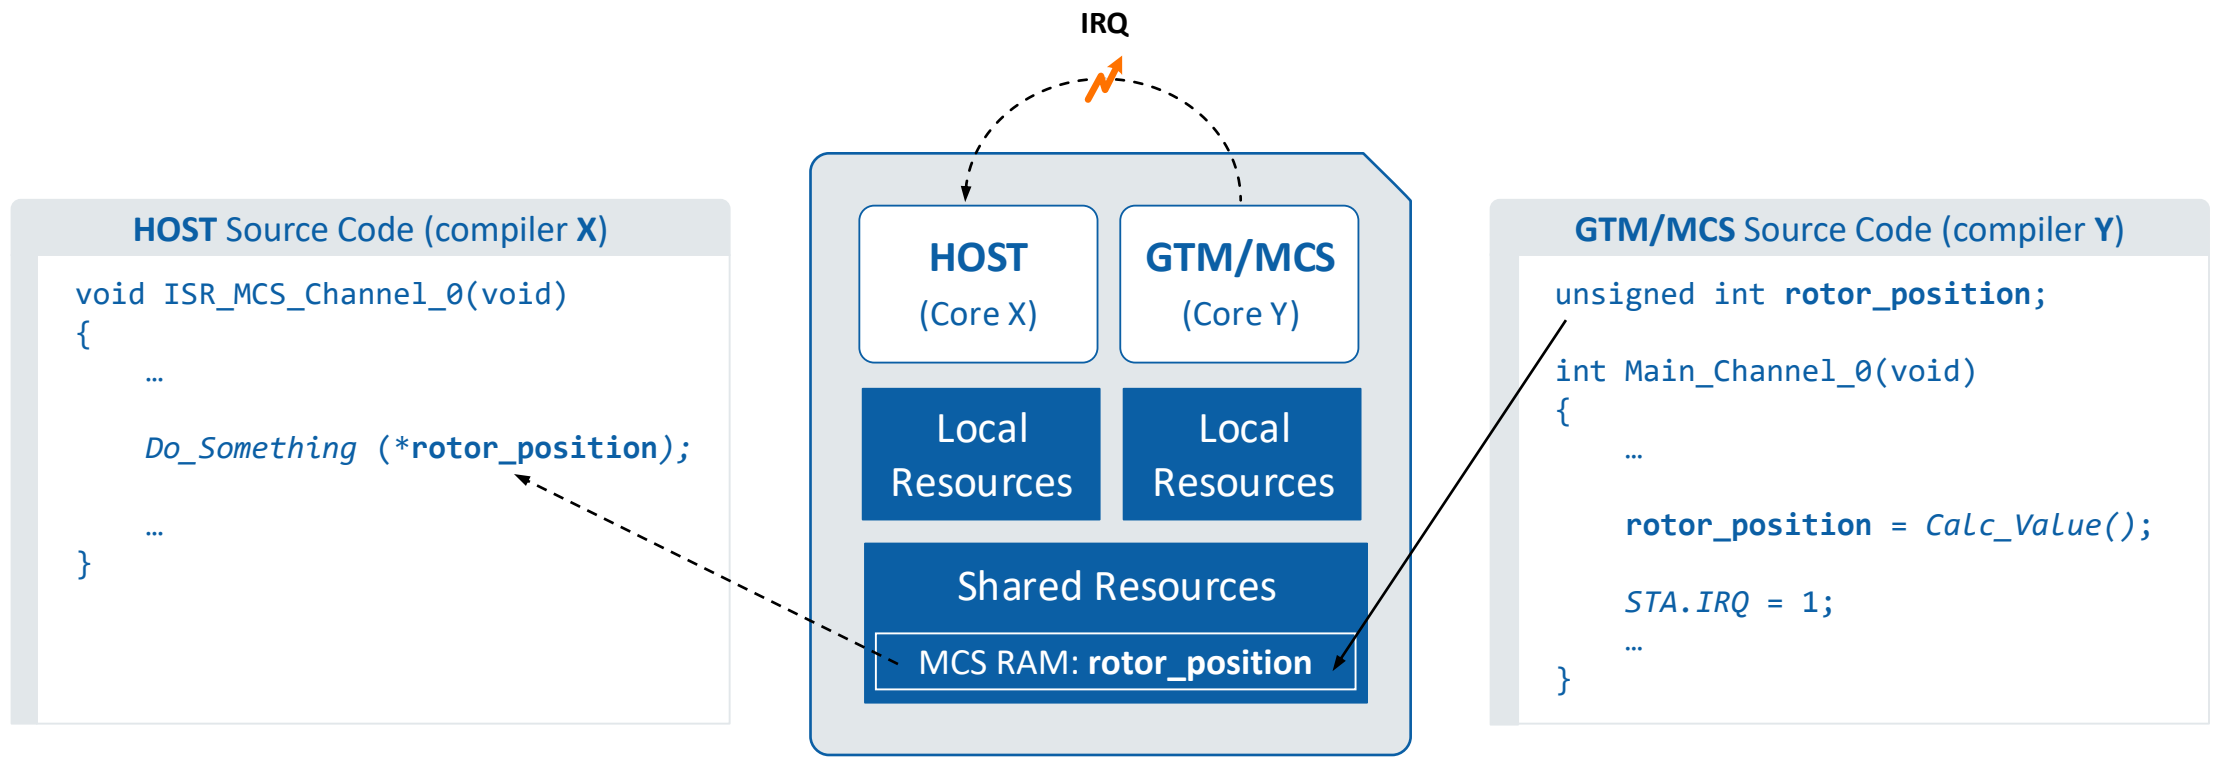 IRQ
HOST Source Code (compiler X)
void ISR_MCS_Channel_0(void)
{
…
Do_Something (*rotor_position);
…
}
HOST
(Core X)
GTM/MCS
(Core Y)
Local
Resources
Local
Resources
Shared Resources
MCS RAM: rotor_position
GTM/MCS Source Code (compiler Y)
unsigned int rotor_position;
int Main_Channel_0(void)
{
…
rotor_position = Calc_Value();
STA.IRQ = 1;
…
}